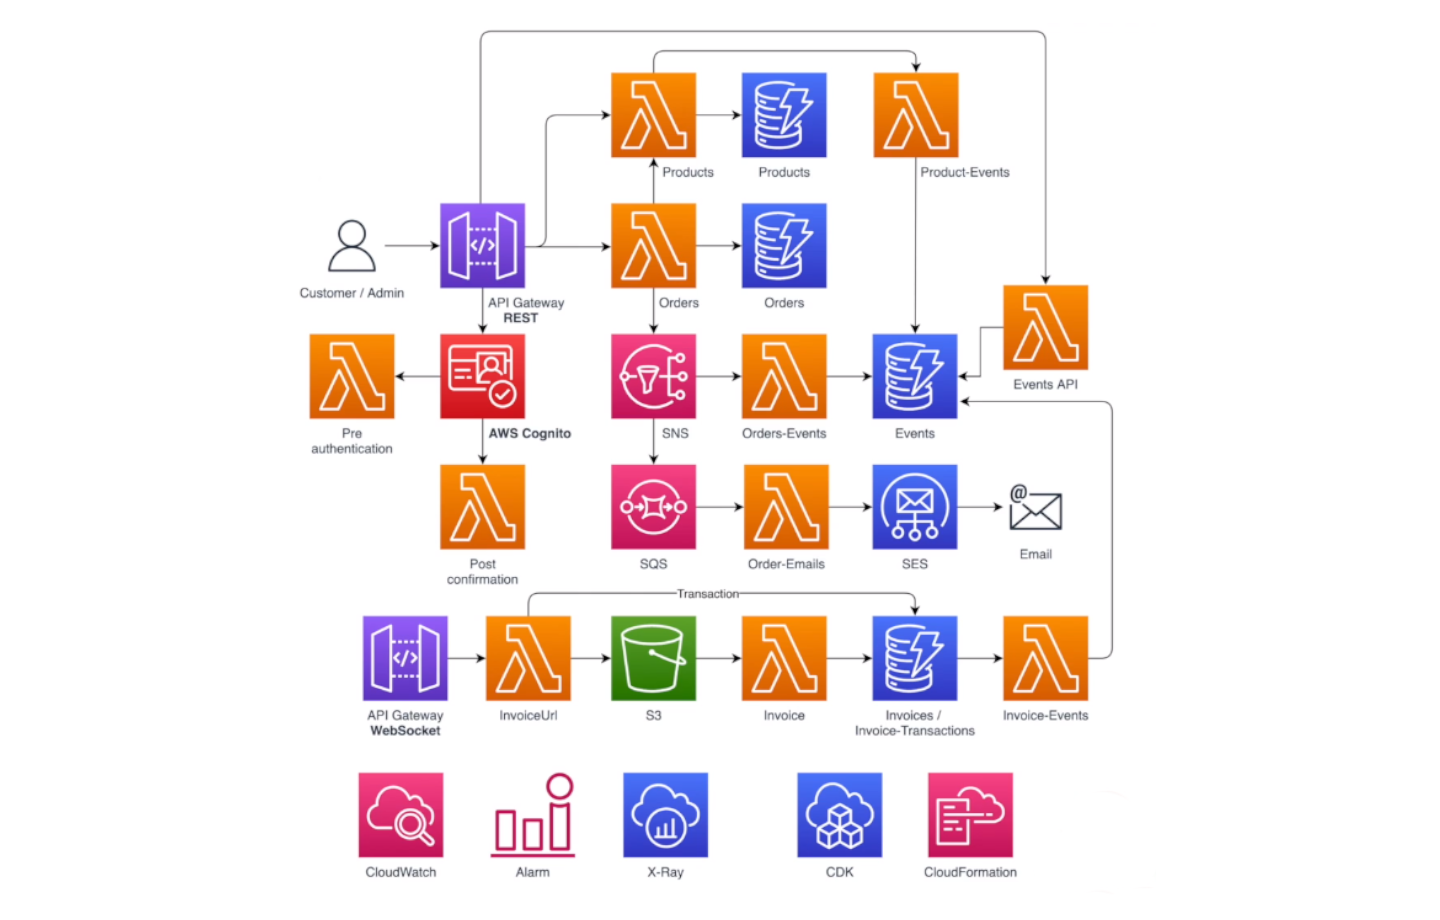 Products
Products
Product-Events
Customer / Admin
API Gateway
REST
Orders
Orders
Events API
Pre
authentication
AWS Cognito
SNS
Orders-Events
Events
Post
confirmation
SQS
Order-Emails
SES
@
Email
Transaction
API Gateway
WebSocket
InvoiceUrl
S3
Invoice
Invoices /
Invoice-Transactions
Invoice-Events
CloudWatch
Alarm
X-Ray
CDK
CloudFormation